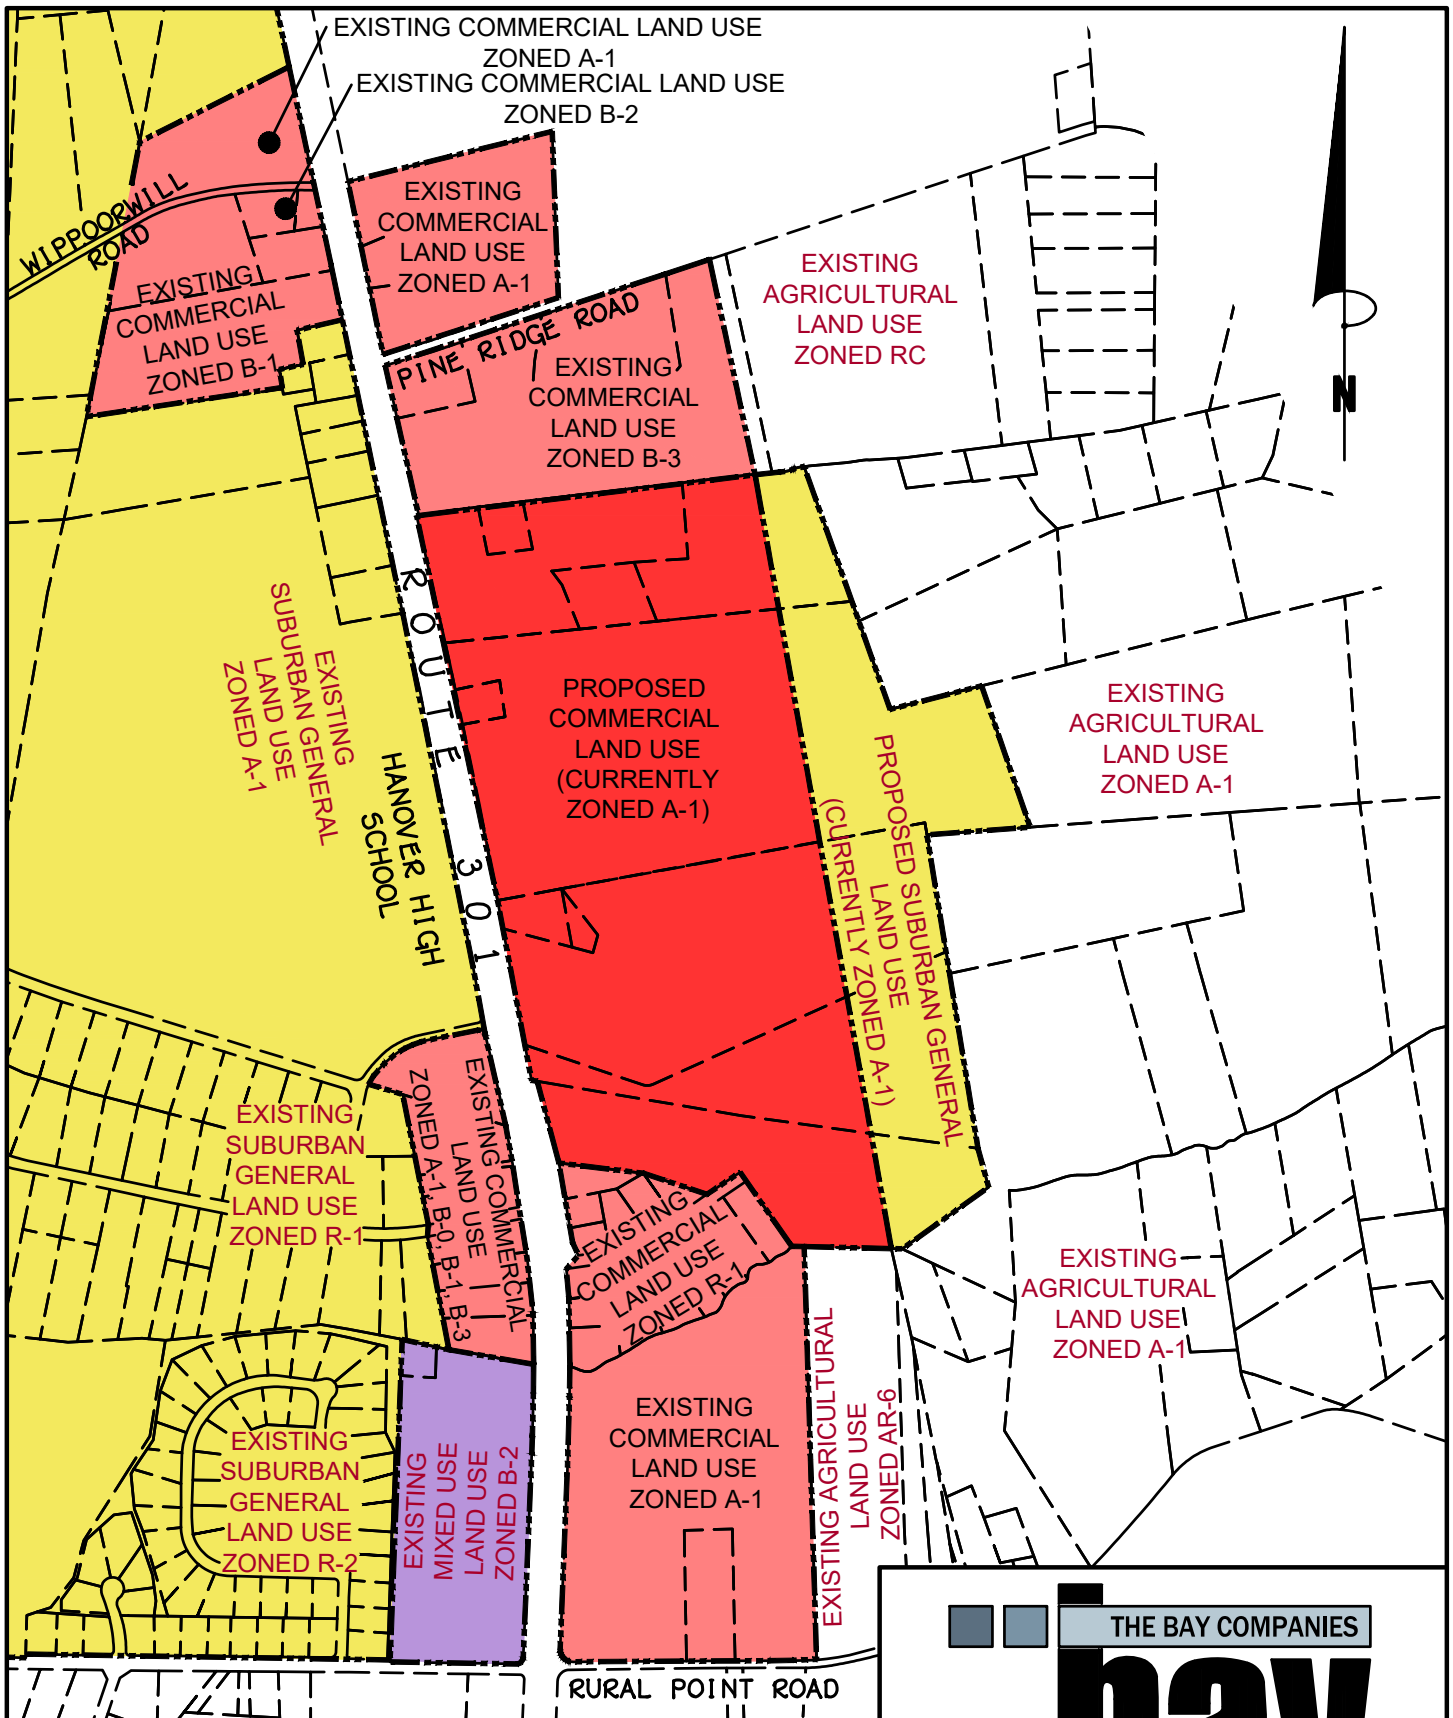 EXISTING COMMERCIAL LAND USE
ZONED A-1
EXISTING COMMERCIAL LAND USE
ZONED B-2
WIPPOORWILL
ROAD
EXISTING
COMMERCIAL
LAND USE
ZONED A-1
EXISTING
COMMERCIAL
LAND USE
ZONED B-1
PINE RIDGE ROAD
EXISTING
COMMERCIAL
LAND USE
ZONED B-3
EXISTING
AGRICULTURAL
LAND USE
ZONED RC
N
EXISTING
SUBURBAN GENERAL
LAND USE
ZONED A-1
HANOVER HIGH
SCHOOL
ROUTE 301
PROPOSED
COMMERCIAL
LAND USE
(CURRENTLY
ZONED A-1)
PROPOSED SUBURBAN GENERAL
LAND USE
(CURRENTLY ZONED A-1)
EXISTING
AGRICULTURAL
LAND USE
ZONED A-1
EXISTING
SUBURBAN
GENERAL
LAND USE
ZONED R-1
EXISTING COMMERCIAL
LAND USE
ZONED A-1, B-0, B-1, B-3
EXISTING
COMMERCIAL
LAND USE
ZONED R-1
EXISTING
AGRICULTURAL
LAND USE
ZONED A-1
EXISTING
SUBURBAN
GENERAL
LAND USE
ZONED R-2
EXISTING
MIXED USE
LAND USE
ZONED B-2
EXISTING
COMMERCIAL
LAND USE
ZONED A-1
EXISTING AGRICULTURAL
LAND USE
ZONED AR-6
RURAL POINT ROAD
THE BAY COMPANIES
bay